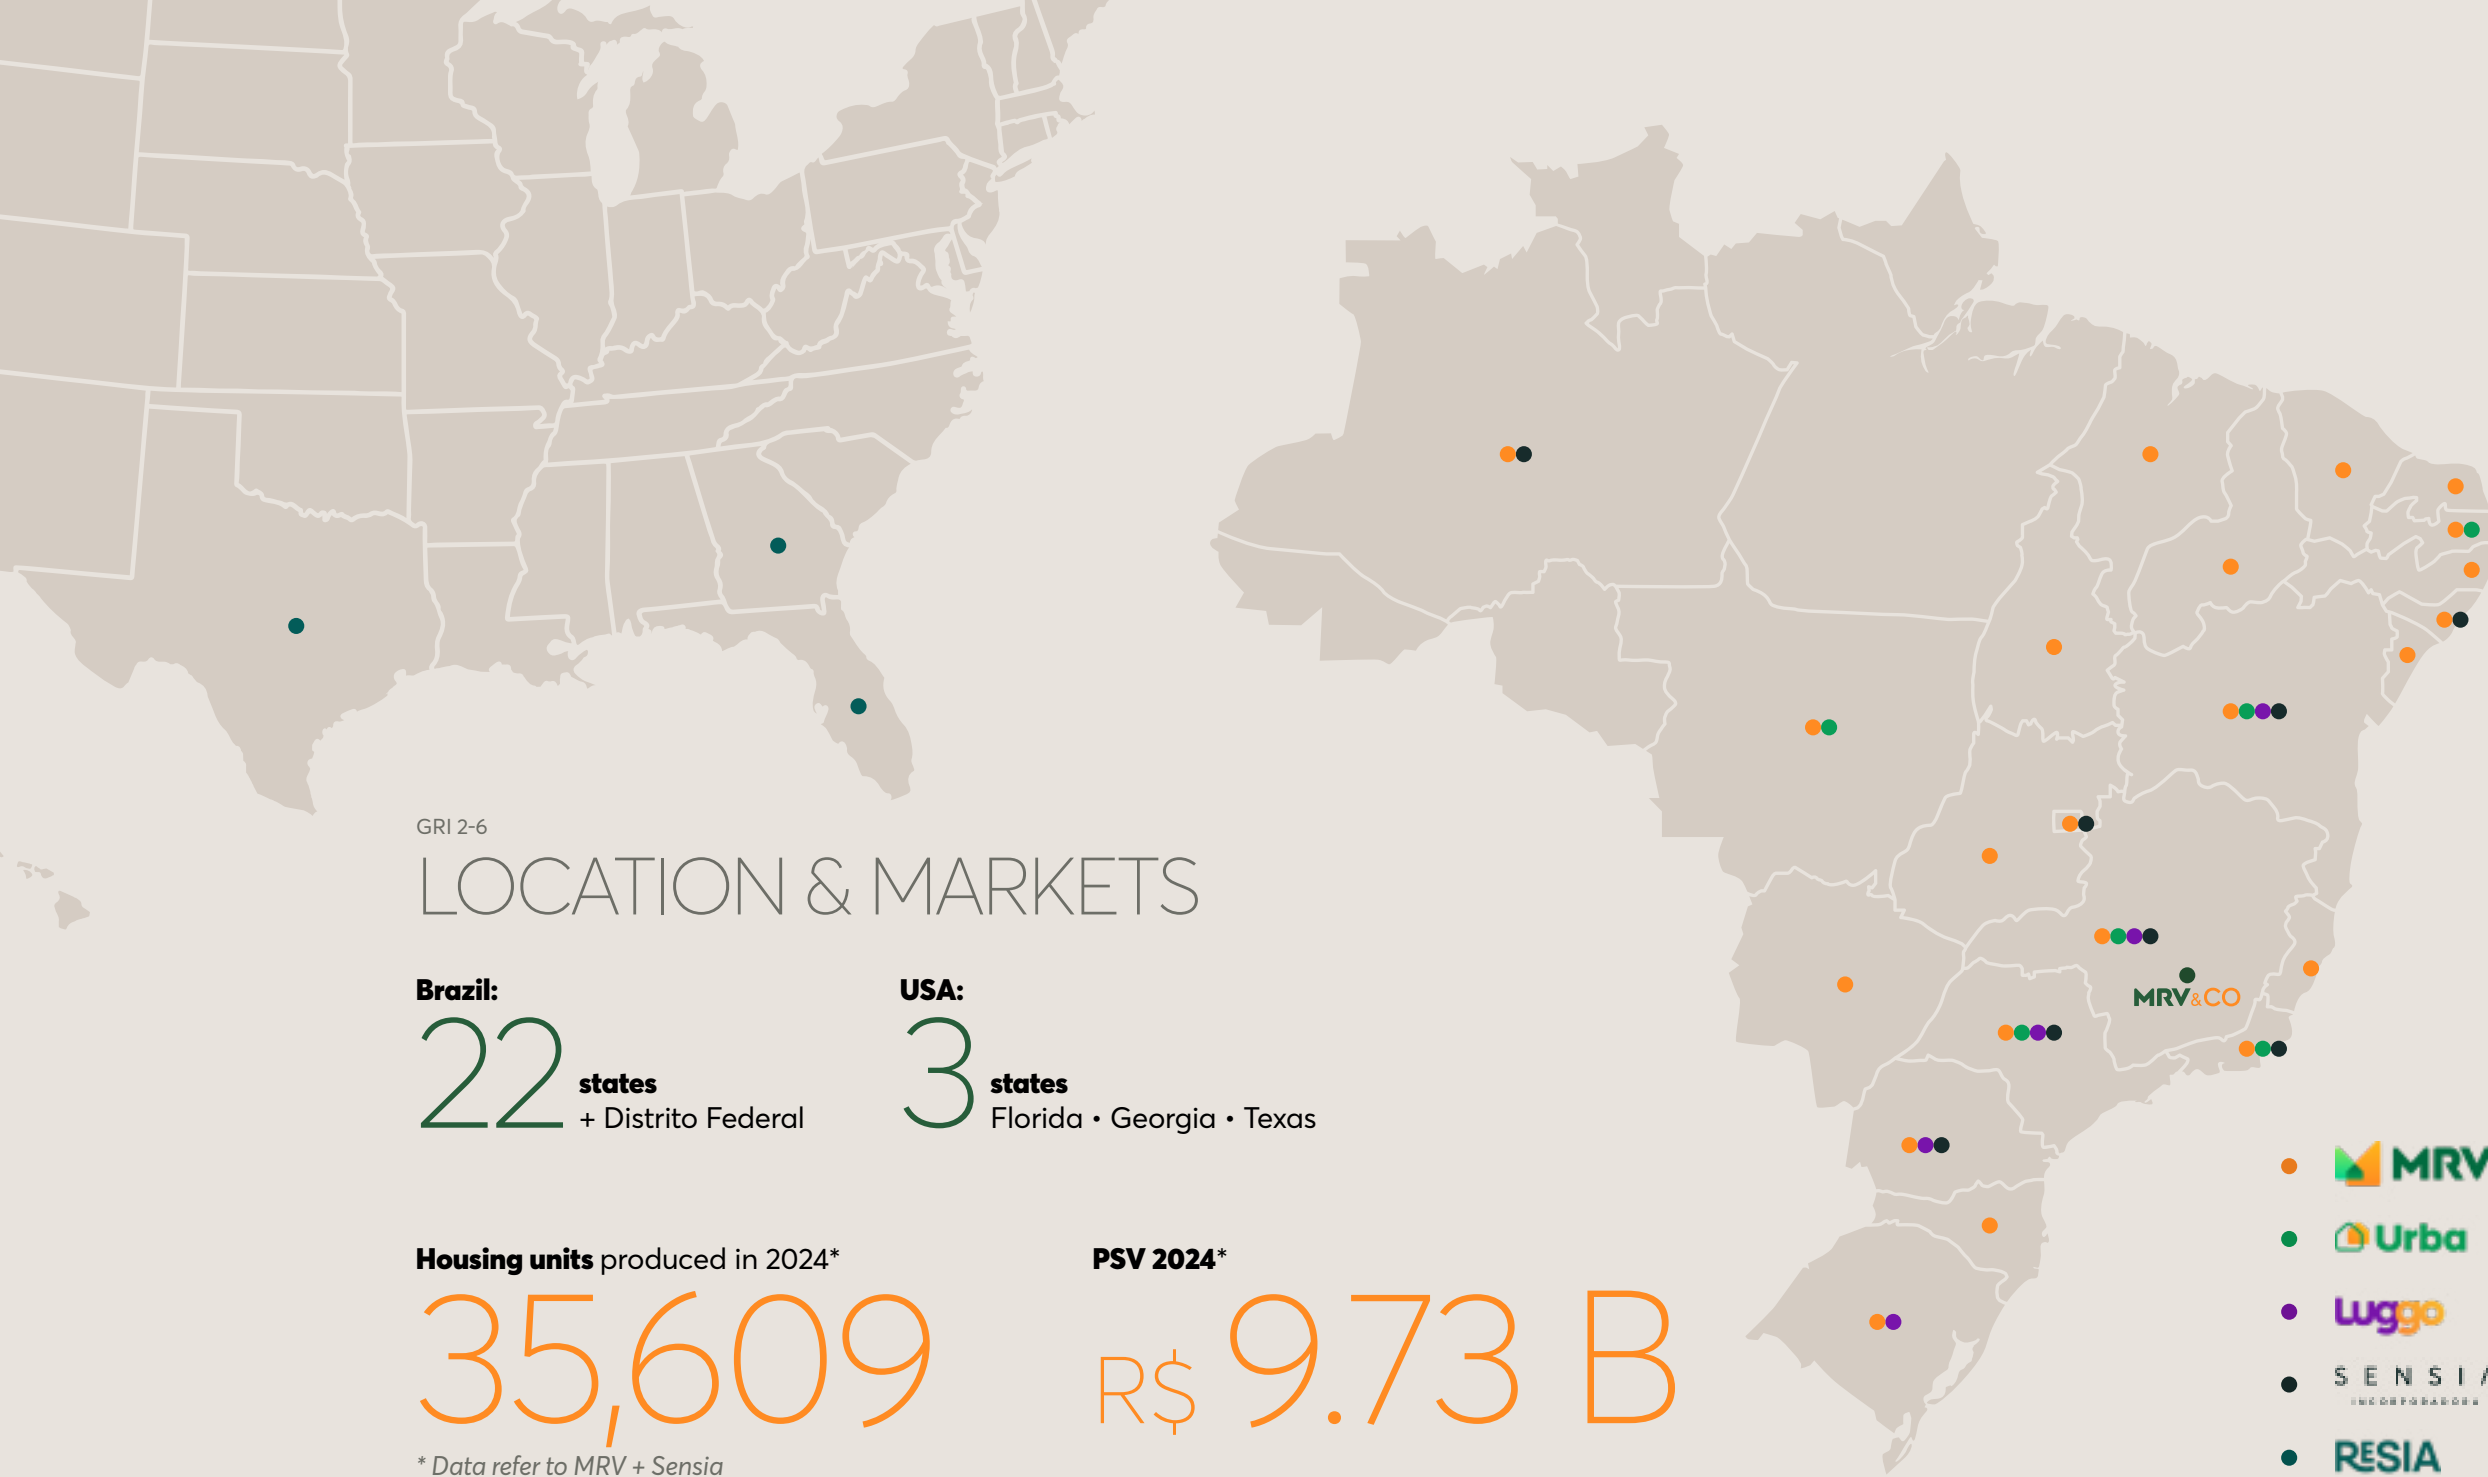 GRI 2-6
LOCATION & MARKETS
Brazil:
22 states
+ Distrito Federal
USA:
3 states
Florida • Georgia • Texas
Housing units produced in 2024*
35,609
PSV 2024*
R$ 9.73 B
* Data refer to MRV + Sensia
MRV&CO
MRV
Urba
Luggo
SENSI
RESIA